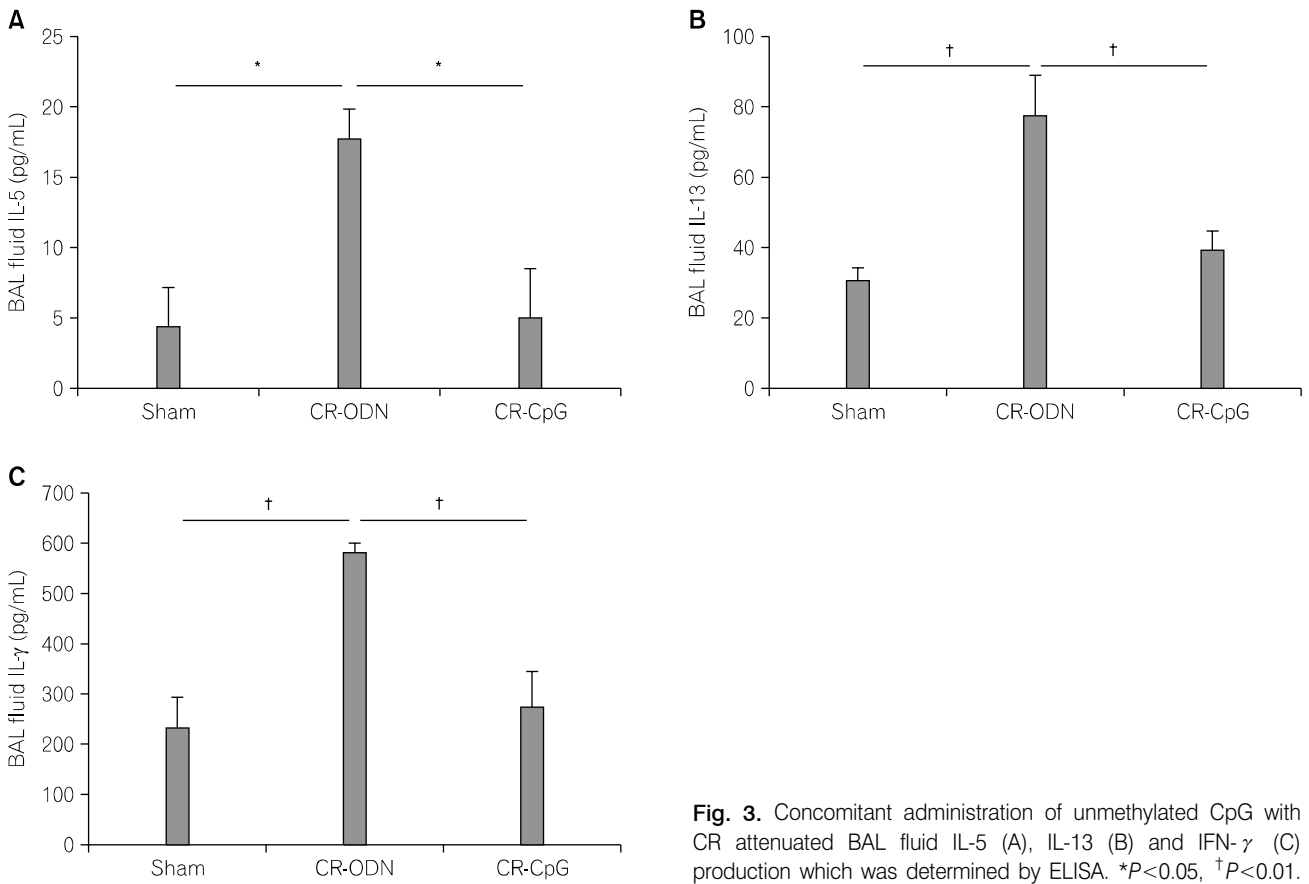 A
BAL fluid IL-5 (pg/mL)
25
20
15
10
5
0
*
*
Sham CR-ODN CR-CpG
B
BAL fluid IL-13 (pg/mL)
100
80
60
40
20
0
†
†
Sham CR-ODN CR-CpG
C
BAL fluid IL-γ (pg/mL)
700
600
500
400
300
200
100
0
†
†
Sham CR-ODN CR-CpG
Fig. 3. Concomitant administration of unmethylated CpG with
CR attenuated BAL fluid IL-5 (A), IL-13 (B) and IFN-γ (C)
production which was determined by ELISA. *P<0.05, †P<0.01.